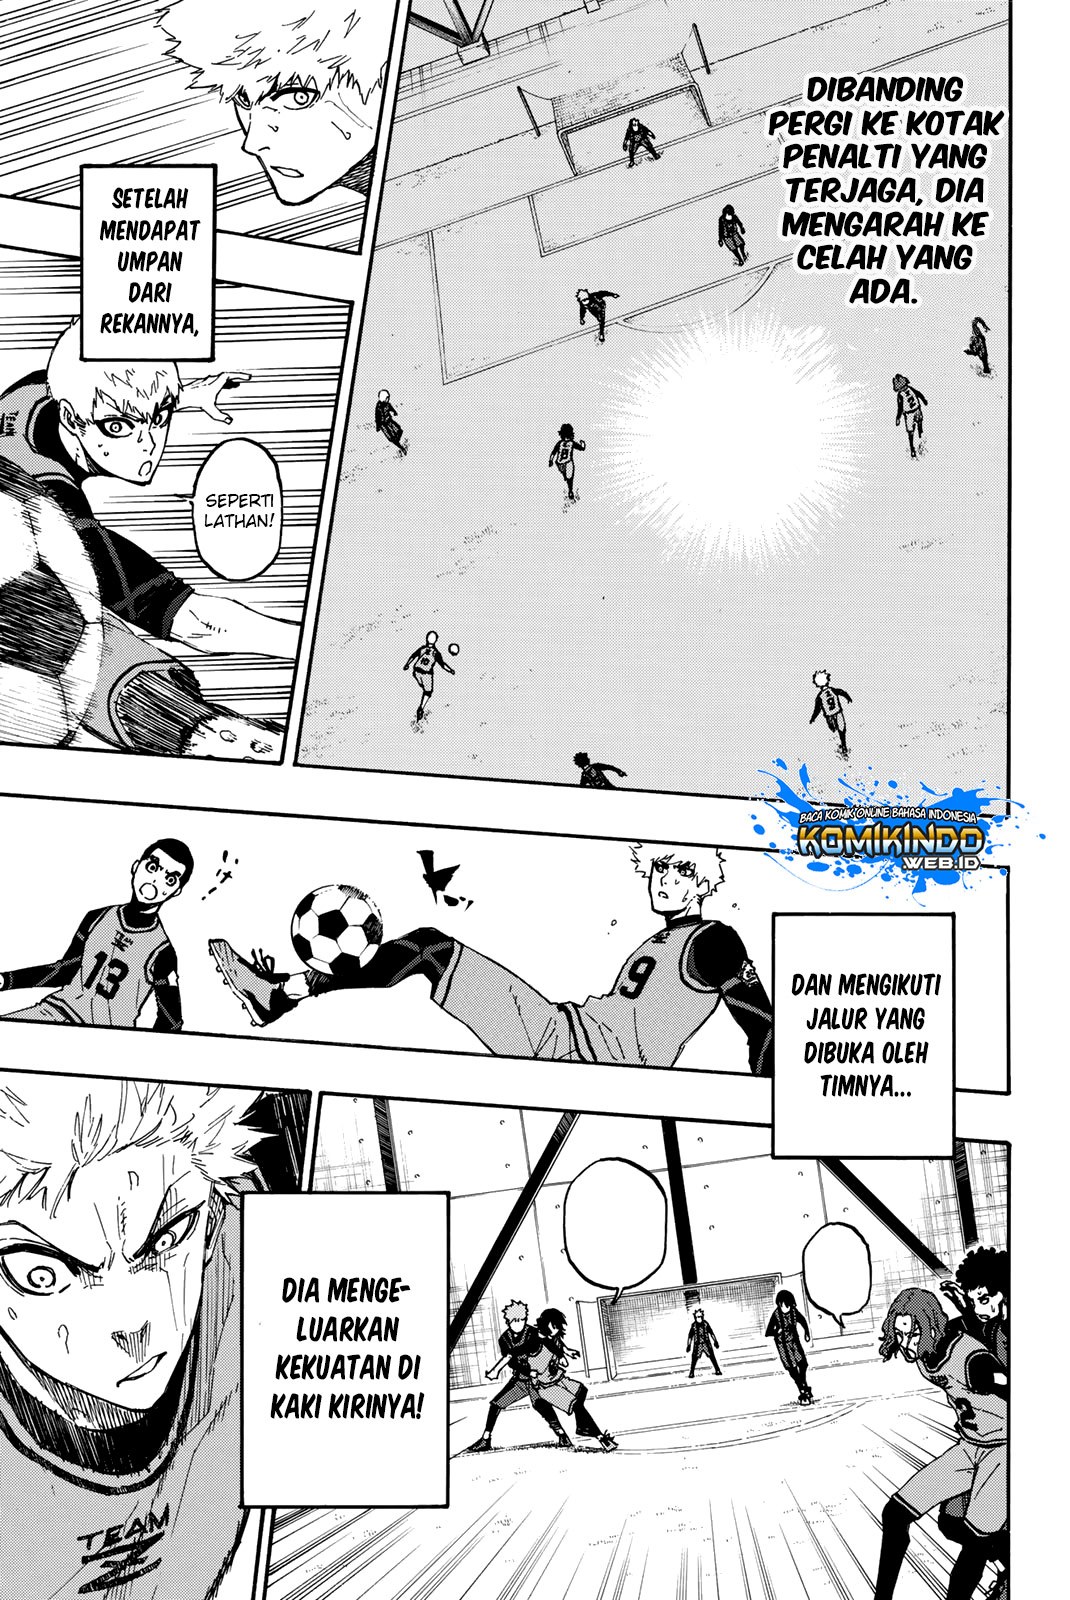 DIBANDING
PERGI KE KOTAK
PENALTI YANG
TERJAGA, DIA
MENGARAH KE
CELAH YANG
ADA.
SETELAH
MENDAPAT
UMPAN
DARI
REKANNYA,
TEAM
SEPERTI
LATHAN!
BACA KOMIK ONLINE BAHASA INDONESIA
KOMIKINDO
.WEB.ID
13
9
DAN MENGIKUTI
JALUR YANG
DIBUKA OLEH
TIMNYA...
2
DIA MENGE-
LUARKAN
KEKUATAN DI
KAKI KIRINYA!
TEAM
Z